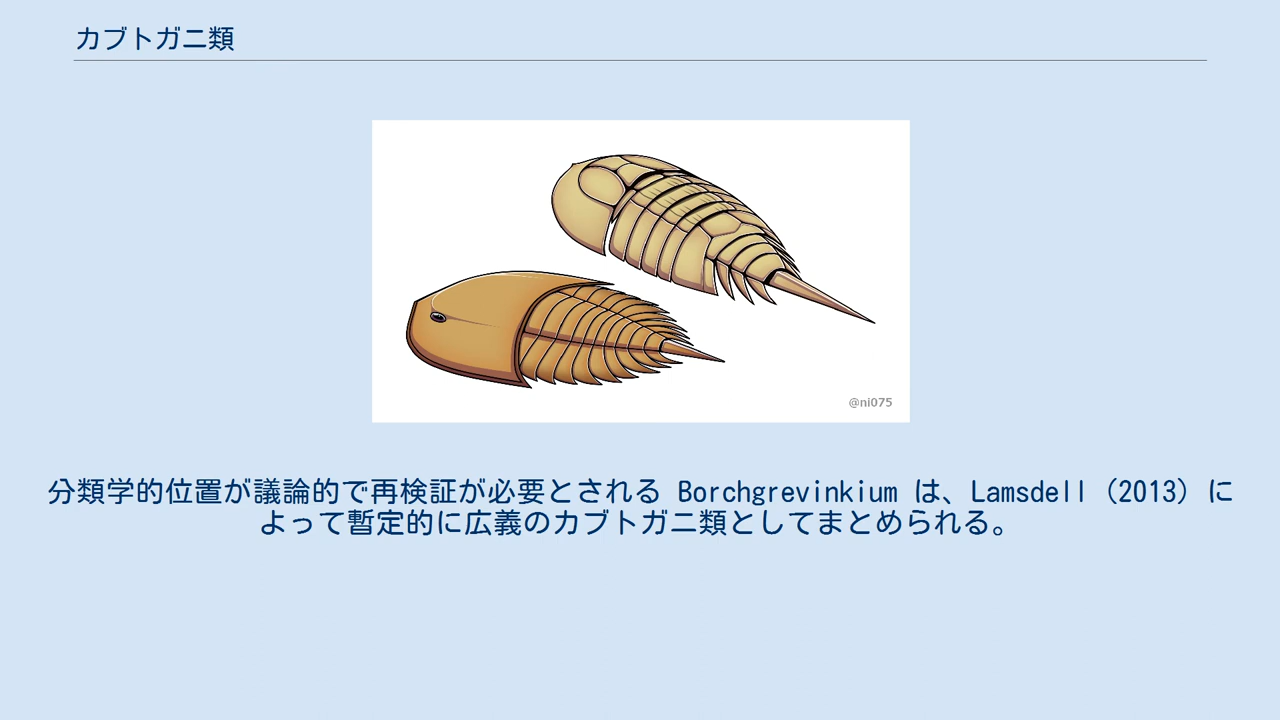 カブトガニ類
@ni075
分類学的位置が議論的で再検証が必要とされる Borchgrevinkium は、Lamsdell（2013）に
よって暫定的に広義のカブトガニ類としてまとめられる。